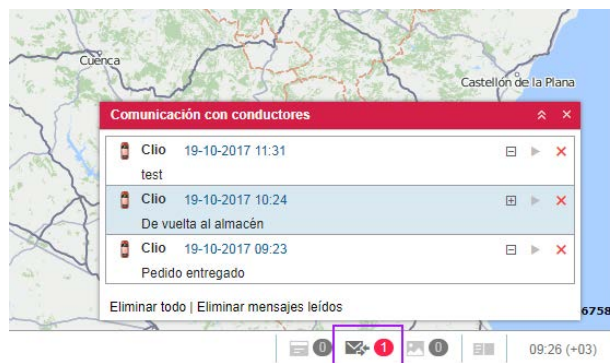 Cuenca
Castellón de la Plana
Comunicación con conductores
Clio 19-10-2017 11:31
test
Clio 19-10-2017 10:24
De vuelta al almacén
Clio 19-10-2017 09:23
Pedido entregado
Eliminar todo | Eliminar mensajes leídos
6758
0 1 0 09:26 (+03)